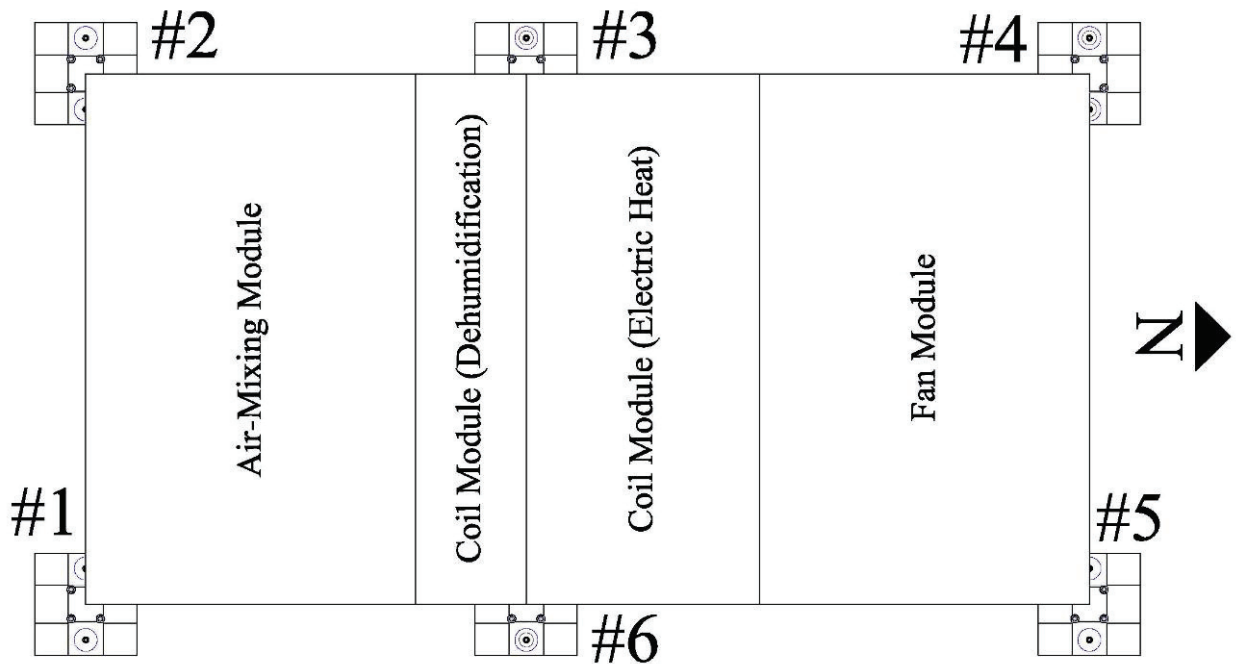 #2
#3
#4
Air-Mixing Module
Coil Module (Dehumidification)
Coil Module (Electric Heat)
Fan Module
N
#1
#5
#6